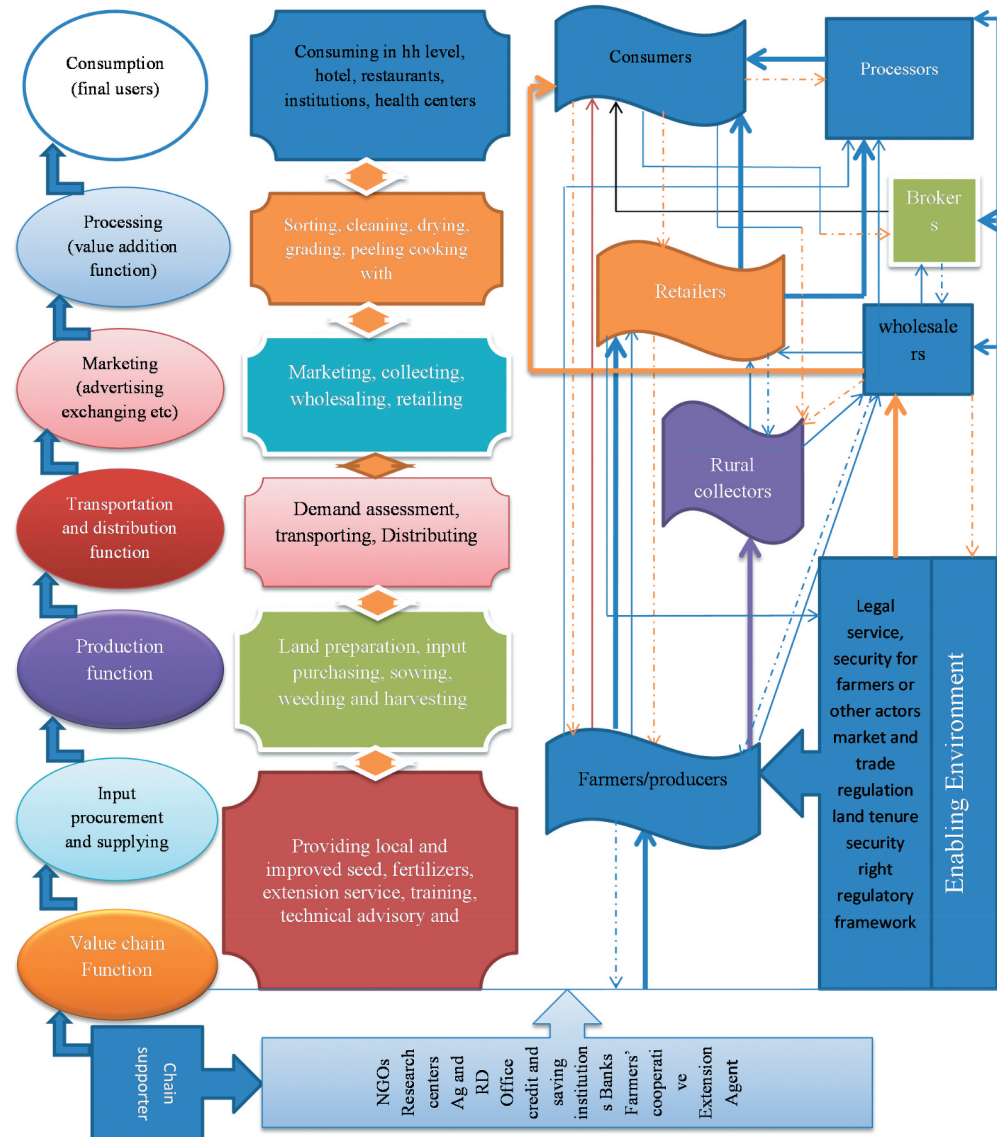 Consumption
(final users)
Processing
(value addition
function)
Marketing
(advertising
exchanging etc)
Transportation
and distribution
function
Production
function
Input
procurement
and supplying
Value chain
Function
Chain
supporter
Consuming in hh level,
hotel, restaurants,
institutions, health centers
Sorting, cleaning, drying,
grading, peeling cooking
with
Marketing, collecting,
wholesaling, retailing
Demand assessment,
transporting, Distributing
Land preparation, input
purchasing, sowing,
weeding and harvesting
Providing local and
improved seed, fertilizers,
extension service, training,
technical advisory and
NGOs
Research
centers
Ag and
RD
Office
credit and
saving
institution
s Banks
Farmers'
cooperati
ve
Extension
Agent
Consumers
Processors
Broker
s
Retailers
wholesale
rs
Rural
collectors
Farmers/producers
Legal
service,
security for
farmers or
other actors
market and
trade
regulation
land tenure
security
right
regulatory
framework
Enabling Environment